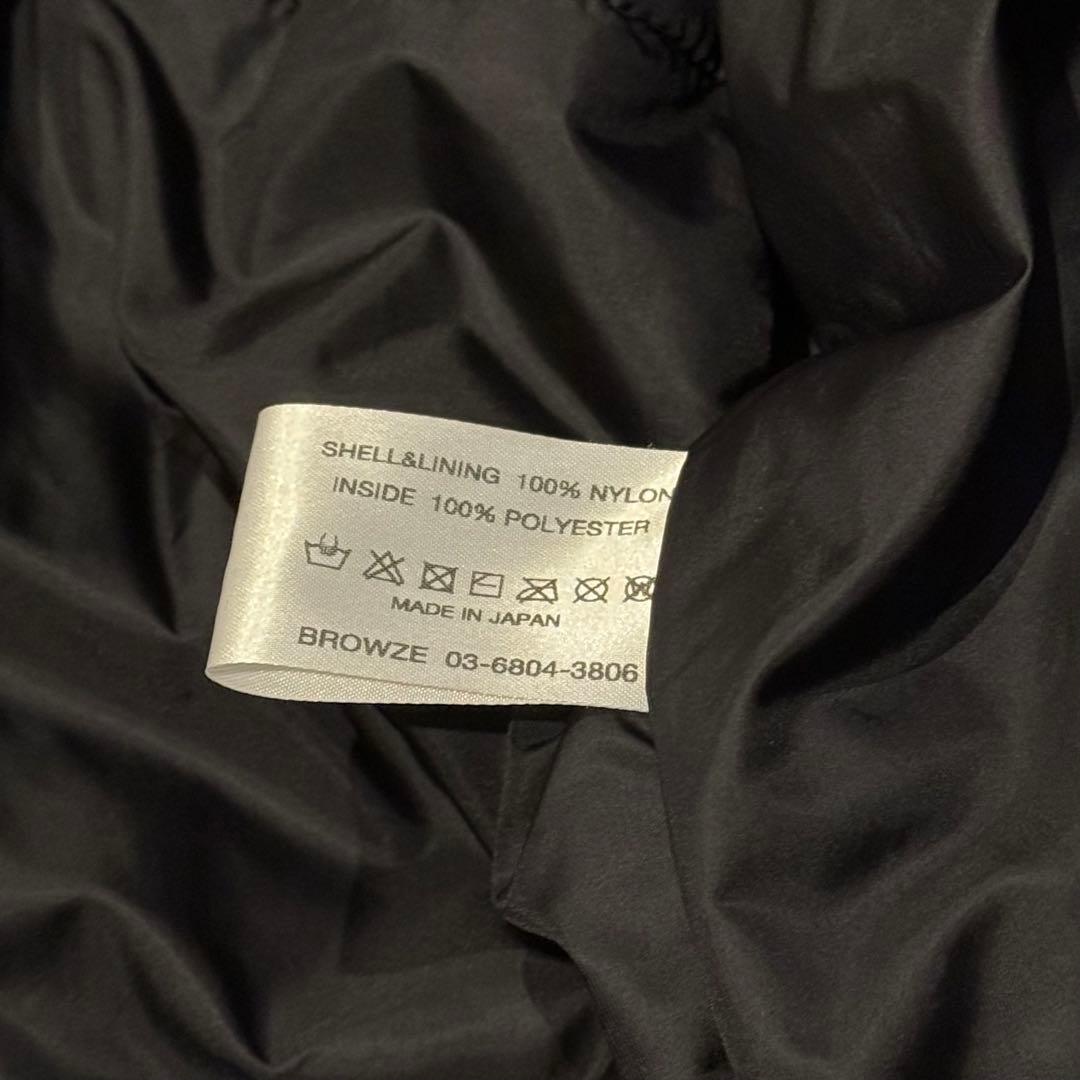 SHELL&LINING 100% NYLON
INSIDE 100% POLYESTER
MADE IN JAPAN
BROWZE 03-6804-3806